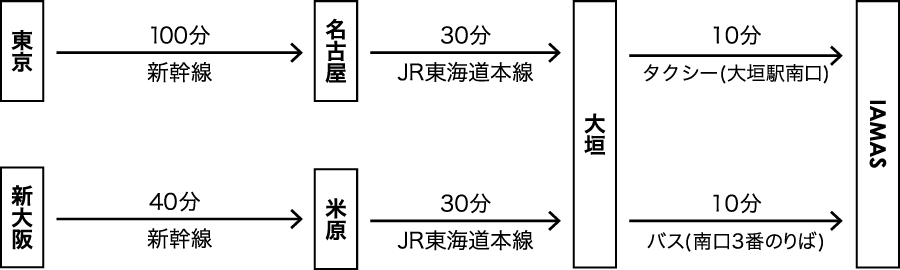 東京
100分
新幹線
名古屋
30分
JR東海道本線
大垣
10分
タクシー(大垣駅南口)
IAMAS
新大阪
40分
新幹線
米原
30分
JR東海道本線
10分
バス(南口3番のりば)